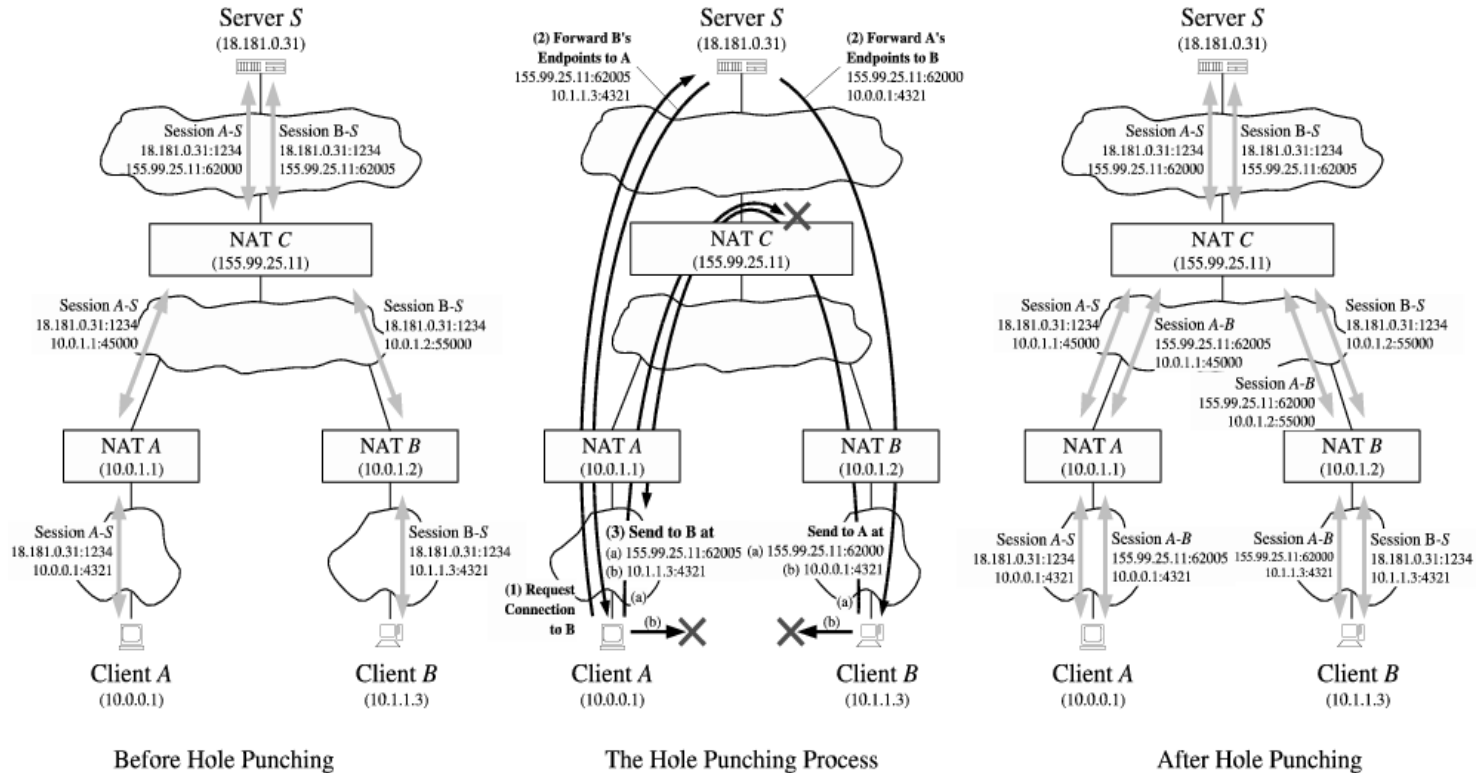 Server S
(18.181.0.31)
Session A-S
18.181.0.31:1234
155.99.25.11:62000
Session B-S
18.181.0.31:1234
155.99.25.11:62005
NAT C
(155.99.25.11)
Session A-S
18.181.0.31:1234
10.0.1.1:45000
Session B-S
18.181.0.31:1234
10.0.1.2:55000
NAT A
(10.0.1.1)
NAT B
(10.0.1.2)
Session A-S
18.181.0.31:1234
10.0.0.1:4321
Session B-S
18.181.0.31:1234
10.1.1.3:4321
Client A
(10.0.0.1)
Client B
(10.1.1.3)
Before Hole Punching
Server S
(18.181.0.31)
(2) Forward B's
Endpoints to A
155.99.25.11:62005
10.1.1.3:4321
(2) Forward A's
Endpoints to B
155.99.25.11:62000
10.0.0.1:4321
NAT C
(155.99.25.11)
NAT A
(10.0.1.1)
NAT B
(10.0.1.2)
(3) Send to B at
(a) 155.99.25.11:62005
(b) 10.1.1.3:4321
Send to A at
(a) 155.99.25.11:62000
(b) 10.0.0.1:4321
(1) Request
Connection
to B
(a)
(b)
(a)
(b)
Client A
(10.0.0.1)
Client B
(10.1.1.3)
The Hole Punching Process
Server S
(18.181.0.31)
Session A-S
18.181.0.31:1234
155.99.25.11:62000
Session B-S
18.181.0.31:1234
155.99.25.11:62005
NAT C
(155.99.25.11)
Session A-S
18.181.0.31:1234
10.0.1.1:45000
Session A-B
155.99.25.11:62005
10.0.1.1:45000
Session B-S
18.181.0.31:1234
10.0.1.2:55000
Session A-B
155.99.25.11:62000
10.0.1.2:55000
NAT A
(10.0.1.1)
NAT B
(10.0.1.2)
Session A-S
18.181.0.31:1234
10.0.0.1:4321
Session A-B
155.99.25.11:62005
10.0.0.1:4321
Session A-B
155.99.25.11:62000
10.1.1.3:4321
Session B-S
18.181.0.31:1234
10.1.1.3:4321
Client A
(10.0.0.1)
Client B
(10.1.1.3)
After Hole Punching